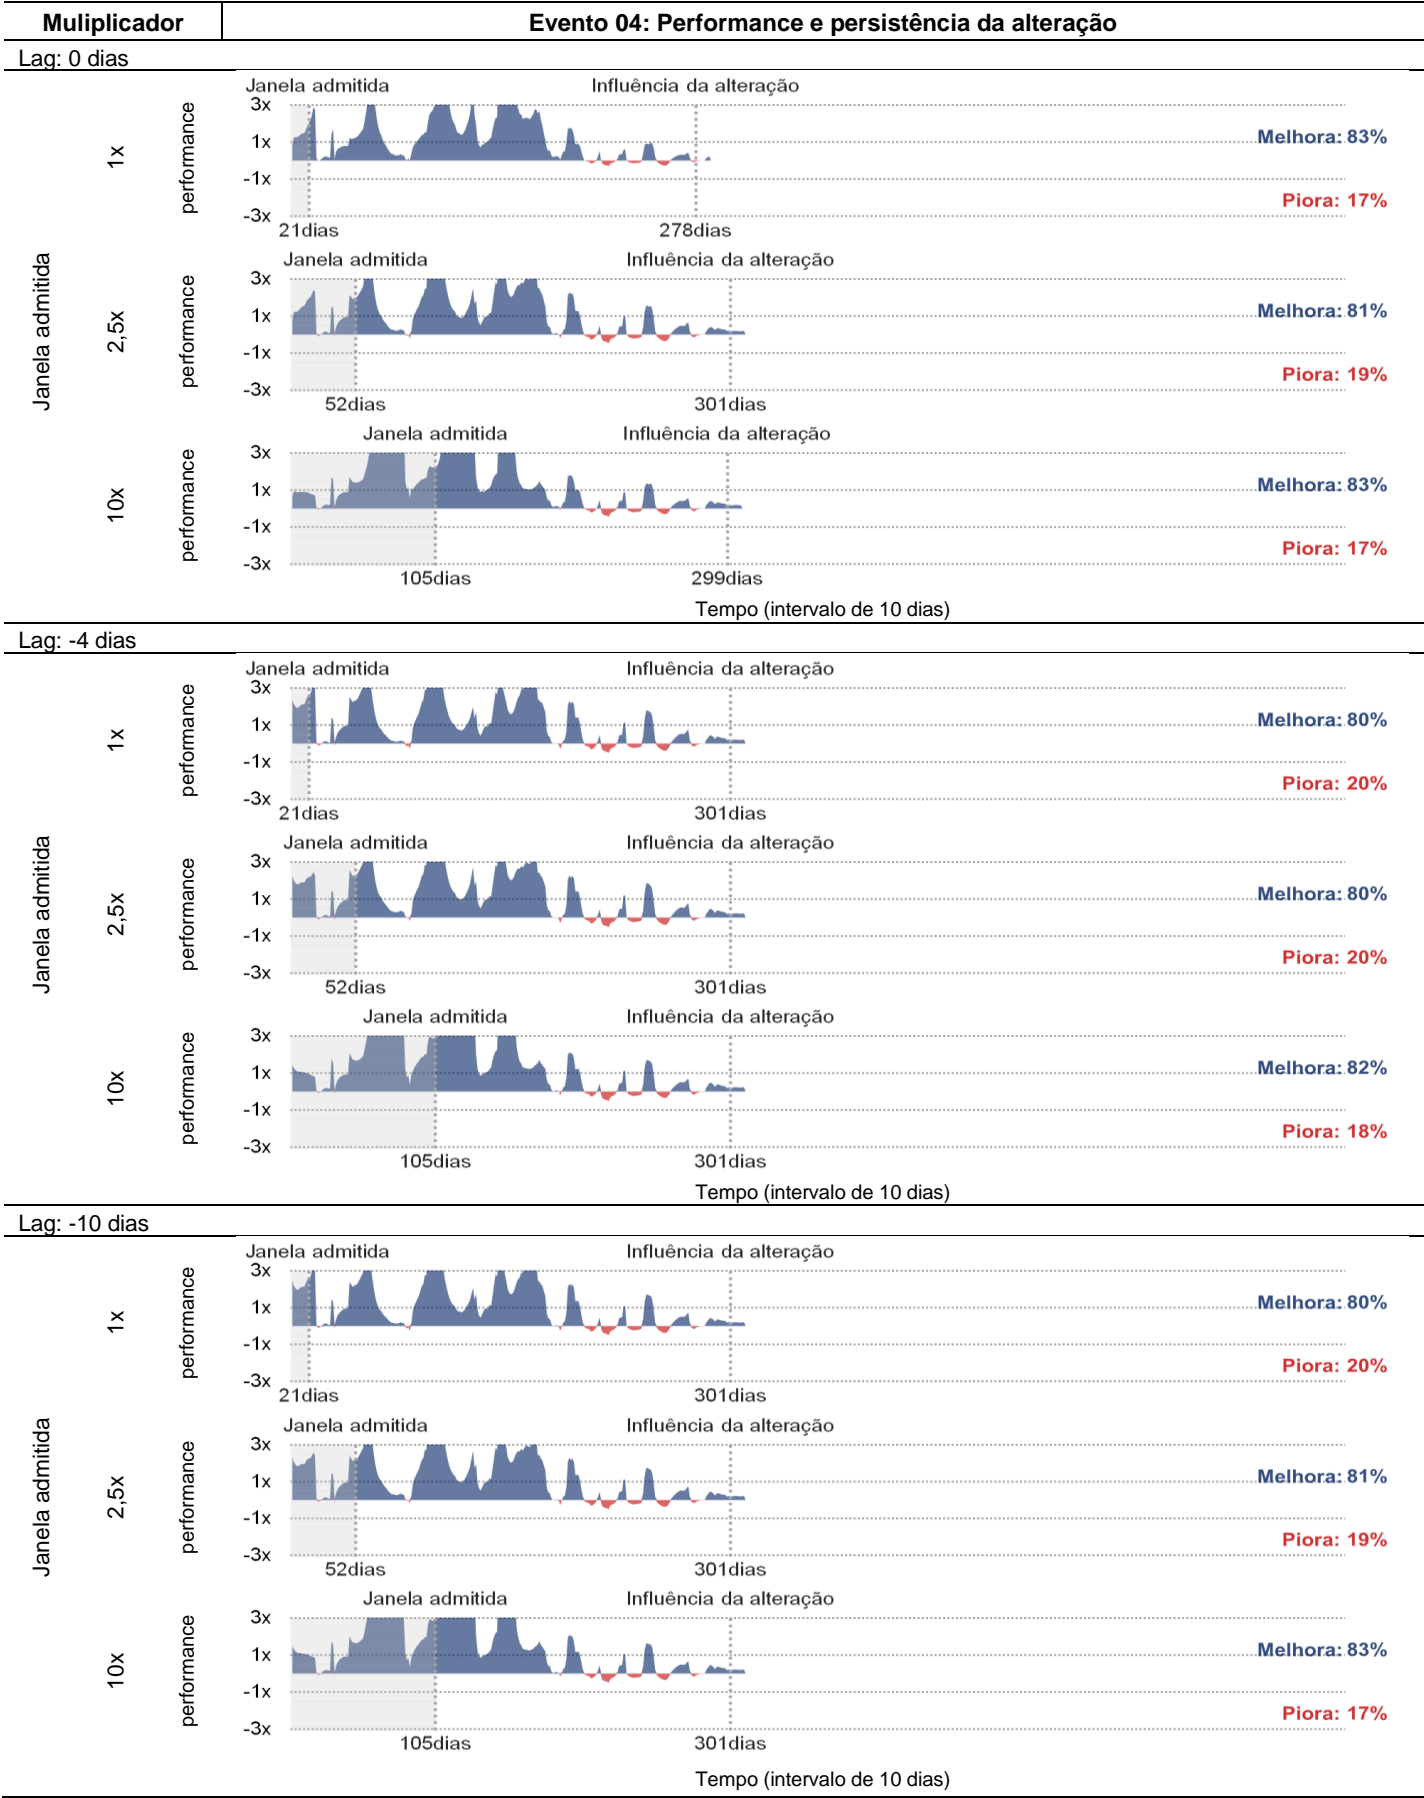 Muliplicador Evento 04: Performance e persistência da alteração
Lag: 0 dias
Janela admitida
1x
performance
Janela admitida Influência da alteração
3x
1x
-1x
-3x
Melhora: 83%
Piora: 17%
21dias 278dias
2,5x
performance
Janela admitida Influência da alteração
3x
1x
-1x
-3x
Melhora: 81%
Piora: 19%
52dias 301dias
10x
performance
Janela admitida Influência da alteração
3x
1x
-1x
-3x
Melhora: 83%
Piora: 17%
105dias 299dias
Tempo (intervalo de 10 dias)
Lag: -4 dias
Janela admitida
1x
performance
Janela admitida Influência da alteração
3x
1x
-1x
-3x
Melhora: 80%
Piora: 20%
21dias 301dias
2,5x
performance
Janela admitida Influência da alteração
3x
1x
-1x
-3x
Melhora: 80%
Piora: 20%
52dias 301dias
10x
performance
Janela admitida Influência da alteração
3x
1x
-1x
-3x
Melhora: 82%
Piora: 18%
105dias 301dias
Tempo (intervalo de 10 dias)
Lag: -10 dias
Janela admitida
1x
performance
Janela admitida Influência da alteração
3x
1x
-1x
-3x
Melhora: 80%
Piora: 20%
21dias 301dias
2,5x
performance
Janela admitida Influência da alteração
3x
1x
-1x
-3x
Melhora: 81%
Piora: 19%
52dias 301dias
10x
performance
Janela admitida Influência da alteração
3x
1x
-1x
-3x
Melhora: 83%
Piora: 17%
105dias 301dias
Tempo (intervalo de 10 dias)